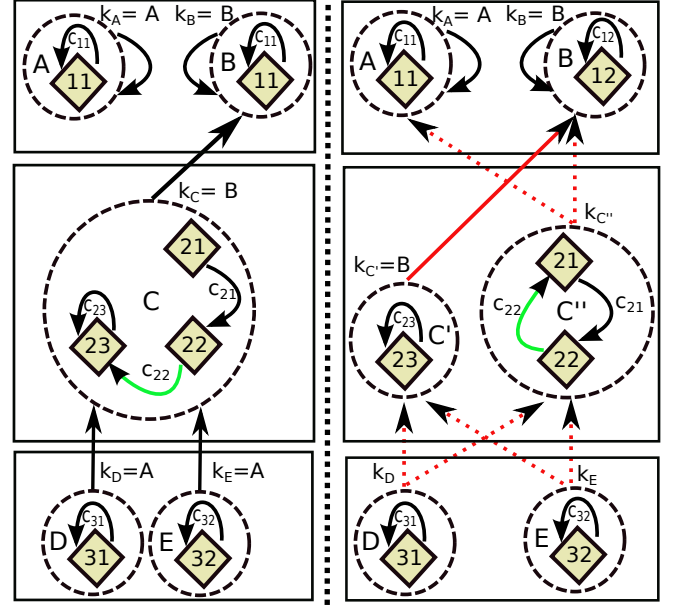 k_A= A
k_B= B
c_11
A
11
c_11
B
11
k_C= B
21
c_21
C
c_23
23
22
c_22
k_D=A
k_E=A
c_31
D
31
c_32
E
32
k_A= A
k_B= B
c_11
A
11
c_12
B
12
k_C''
k_C'=B
21
c_22
c_21
C''
c_23
C'
23
22
k_D
k_E
c_31
D
31
c_32
E
32